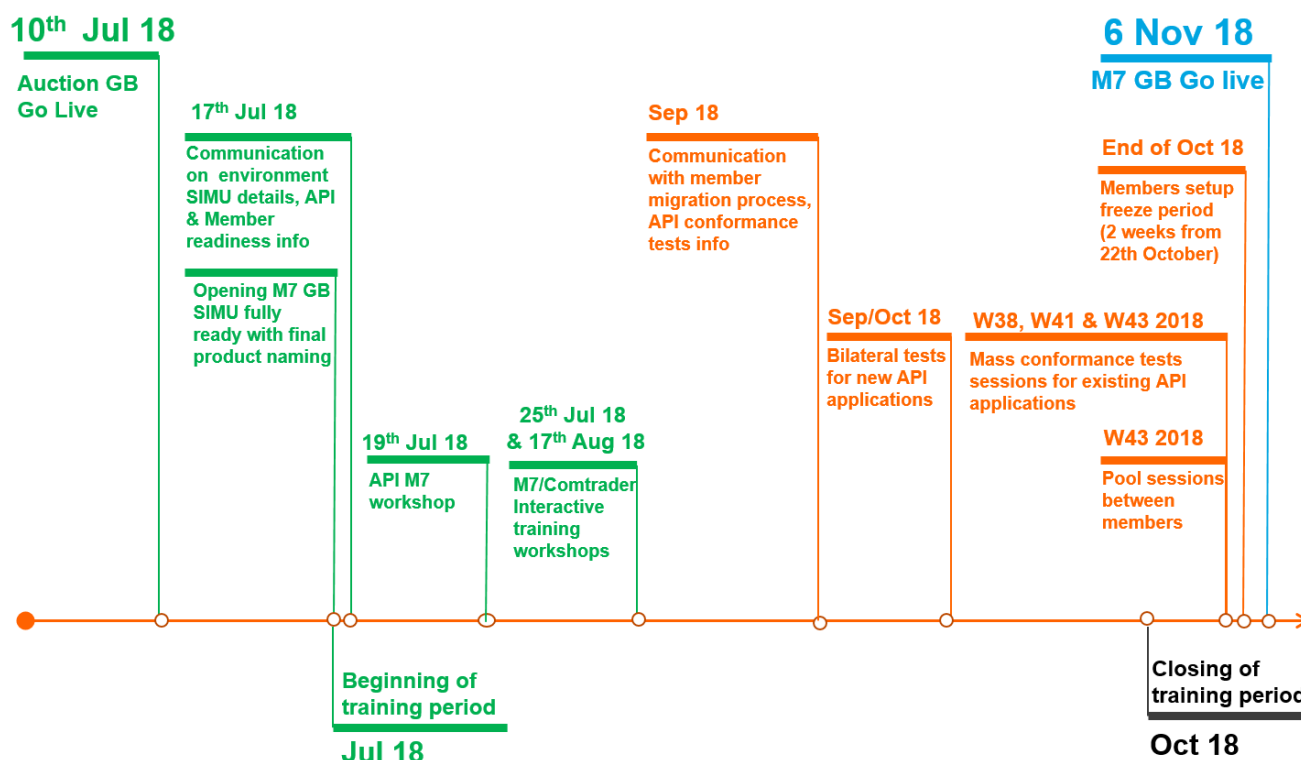 10th Jul 18
Auction GB
Go Live
17th Jul 18
Communication
on environment
SIMU details, API
& Member
readiness info
Opening M7 GB
SIMU fully
ready with final
product naming
19th Jul 18
API M7
workshop
25th Jul 18
& 17th Aug 18
M7/Comtrader
Interactive
training
workshops
Sep 18
Communication
with member
migration process,
API conformance
tests info
Sep/Oct 18
Bilateral tests
for new API
applications
W38, W41 & W43 2018
Mass conformance tests
sessions for existing API
applications
W43 2018
Pool sessions
between
members
End of Oct 18
Members setup
freeze period
(2 weeks from
22th October)
6 Nov 18
M7 GB Go live
Beginning of
training period
Jul 18
Closing of
training period
Oct 18